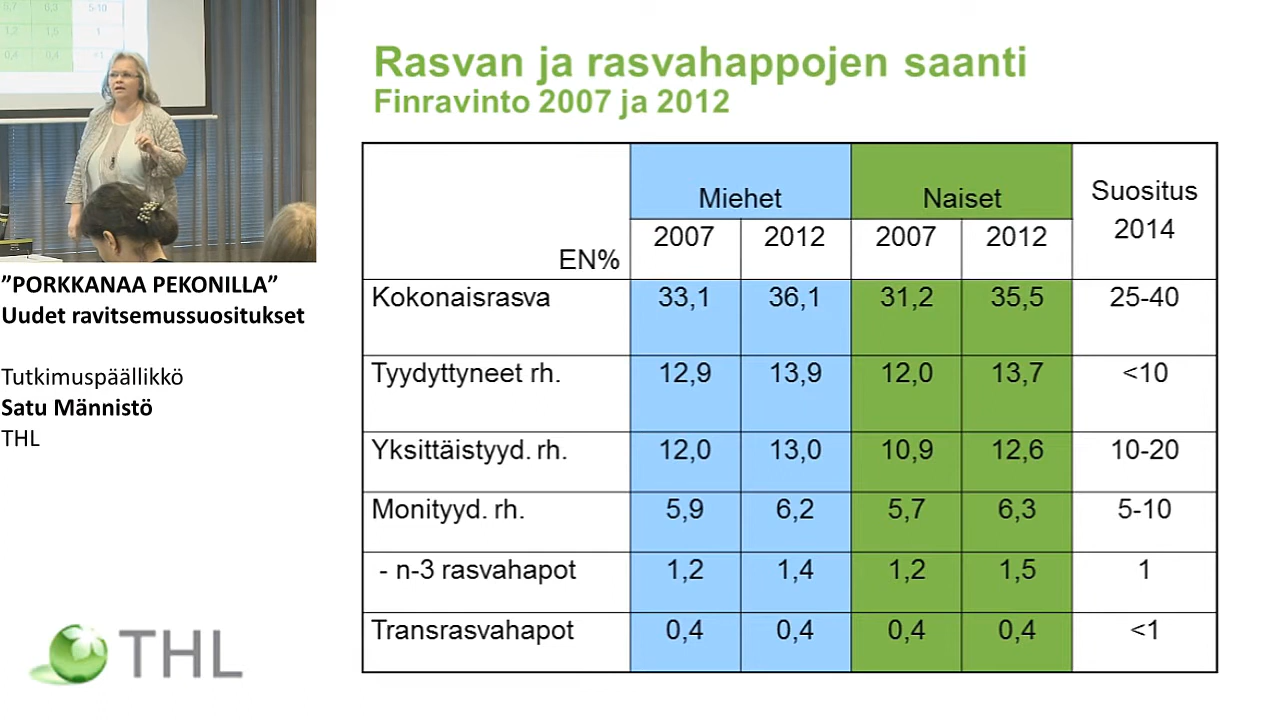 Rasvan ja rasvahappojen saanti
Finravinto 2007 ja 2012
EN% Miehet Naiset Suositus 2014
2007 2012 2007 2012
Kokonaisrasva 33,1 36,1 31,2 35,5 25-40
Tyydyttyneet rh. 12,9 13,9 12,0 13,7 <10
Yksittäistyyd. rh. 12,0 13,0 10,9 12,6 10-20
Monityyd. rh. 5,9 6,2 5,7 6,3 5-10
- n-3 rasvahapot 1,2 1,4 1,2 1,5 1
Transrasvahapot 0,4 0,4 0,4 0,4 <1
”PORKKANAA PEKONILLA”
Uudet ravitsemussuositukset
Tutkimuspäällikkö
Satu Männistö
THL
THL